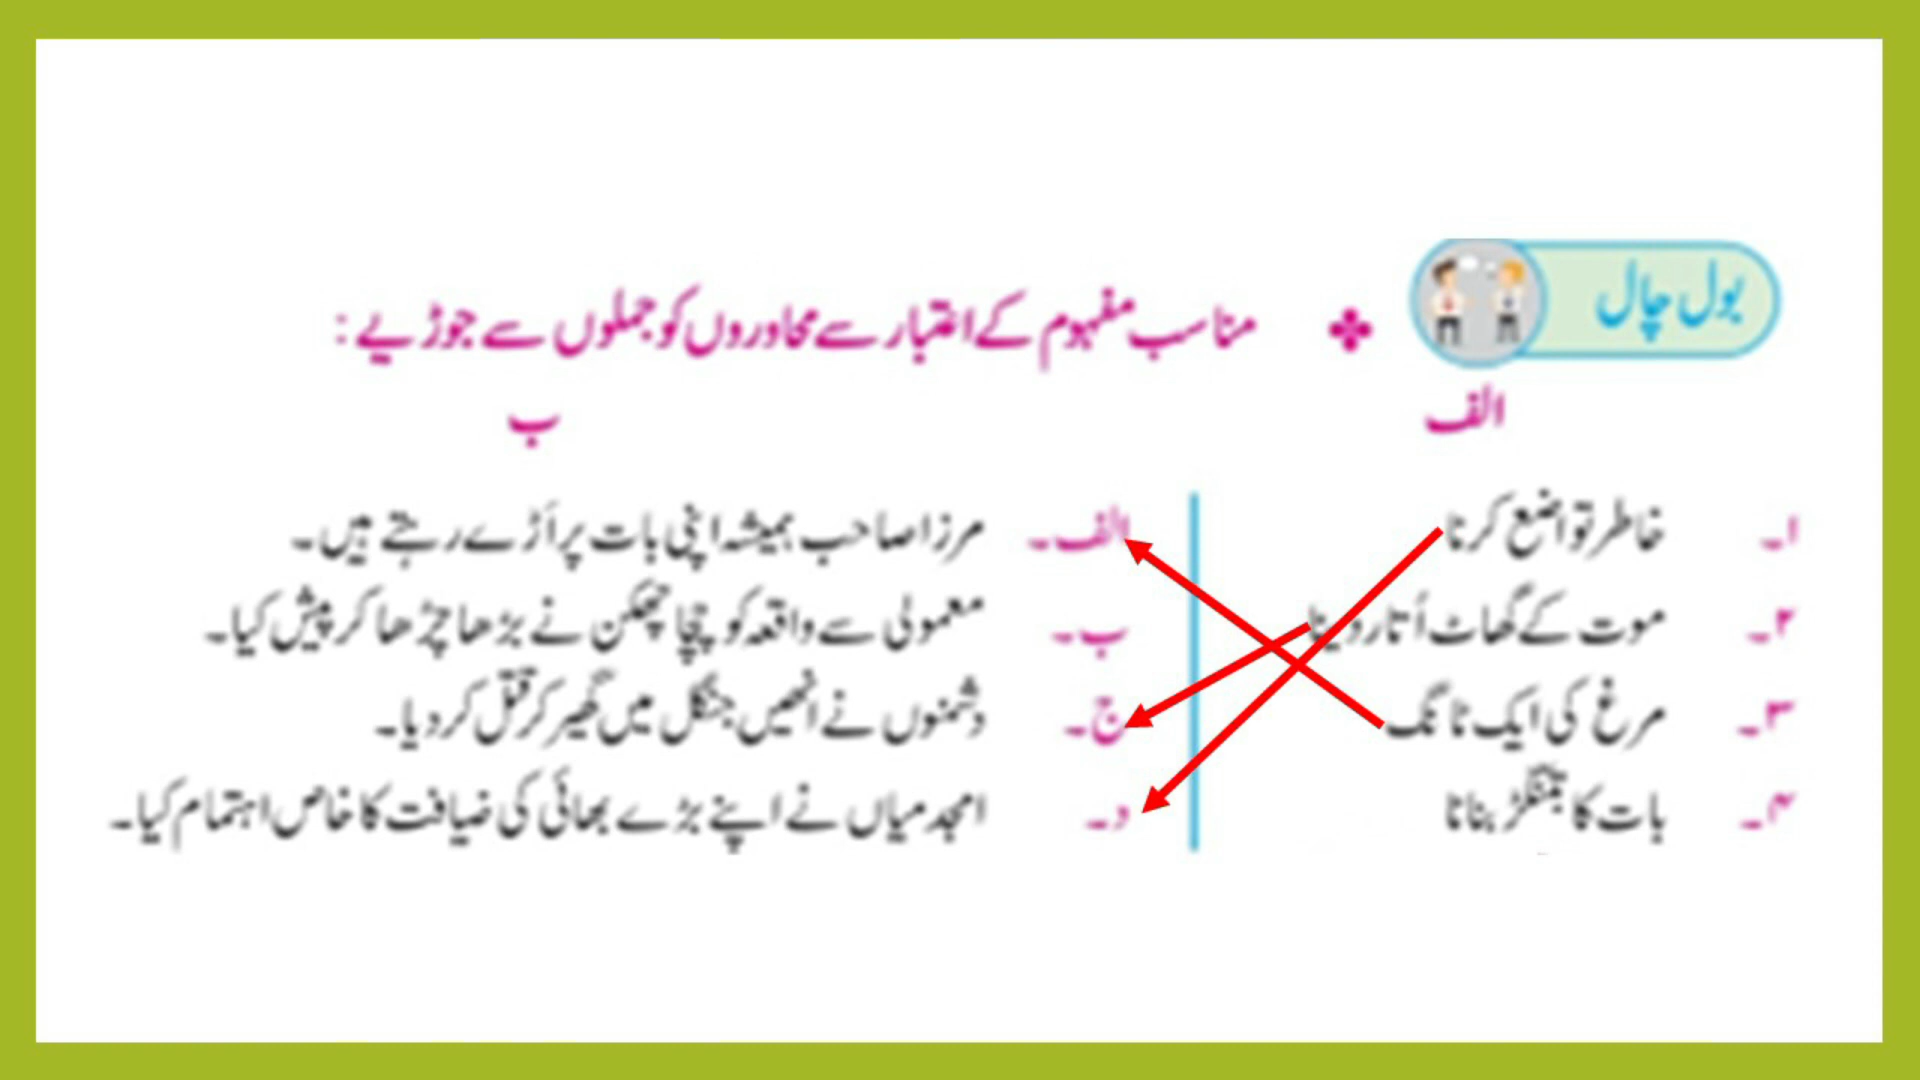 بول چال
❖ مناسب مفہوم کے اعتبار سے محاوروں کو جملوں سے جوڑیے :
الف ب
۱۔ خاطر تواضع کرنا الف۔ مرزا صاحب ہمیشہ اپنی بات پر اَڑے رہتے ہیں۔
۲۔ موت کے گھاٹ اُتار دینا ب۔ معمولی سے واقعہ کو چچا چھکن نے بڑھا چڑھا کر پیش کیا۔
۳۔ مرغ کی ایک ٹانگ ج۔ دشمنوں نے انھیں جنگل میں گھیر کر قتل کر دیا۔
۴۔ بات کا بتنگڑ بنانا د۔ امجد میاں نے اپنے بڑے بھائی کی ضیافت کا خاص اہتمام کیا۔